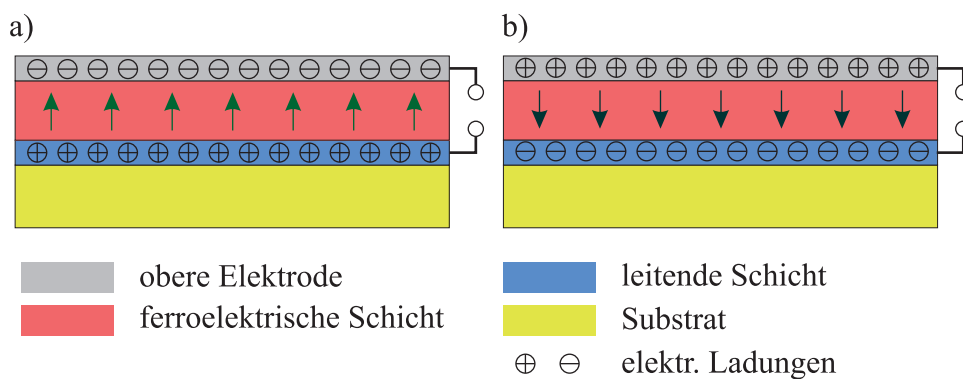 a)
b)
obere Elektrode
ferroelektrische Schicht
leitende Schicht
Substrat
elektr. Ladungen